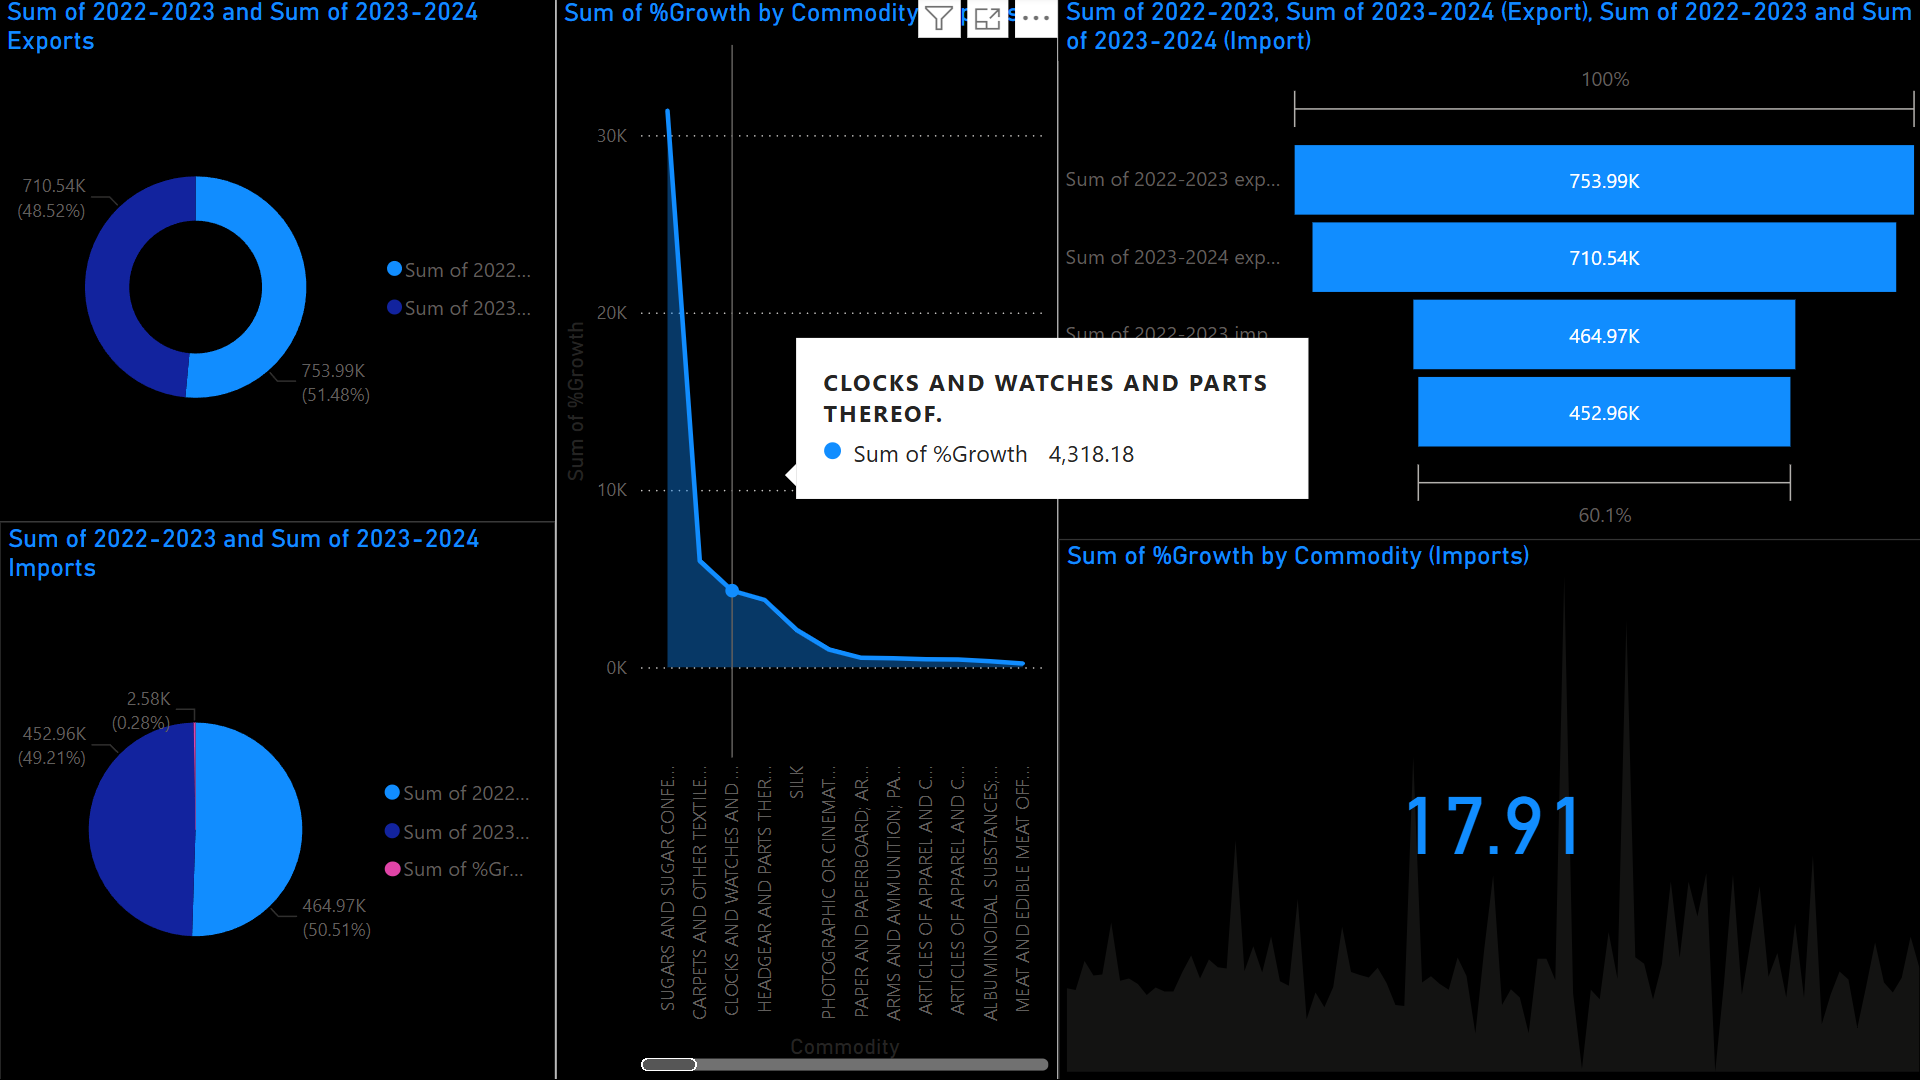 Sum of 2022-2023 and Sum of 2023-2024
Exports
710.54K
(48.52%)
753.99K
(51.48%)
Sum of 2022...
Sum of 2023...
Sum of 2022-2023 and Sum of 2023-2024
Imports
2.58K
(0.28%)
452.96K
(49.21%)
464.97K
(50.51%)
Sum of 2022...
Sum of 2023...
Sum of %Gr...
Sum of %Growth by Commodity
Sum of %Growth
30K
20K
10K
0K
CLOCKS AND WATCHES AND PARTS
THEREOF.
Sum of %Growth 4,318.18
SUGARS AND SUGAR CONFE...
CARPETS AND OTHER TEXTILE...
CLOCKS AND WATCHES AND ...
HEADGEAR AND PARTS THER...
SILK
PHOTOGRAPHIC OR CINEMAT...
PAPER AND PAPERBOARD; AR...
ARMS AND AMMUNITION; PA...
ARTICLES OF APPAREL AND C...
ARTICLES OF APPAREL AND C...
ALBUMINOIDAL SUBSTANCES;...
MEAT AND EDIBLE MEAT OFF...
Commodity
Sum of 2022-2023, Sum of 2023-2024 (Export), Sum of 2022-2023 and Sum
of 2023-2024 (Import)
100%
Sum of 2022-2023 exp...
753.99K
Sum of 2023-2024 exp...
710.54K
Sum of 2022-2023 imp...
464.97K
452.96K
60.1%
Sum of %Growth by Commodity (Imports)
17.91